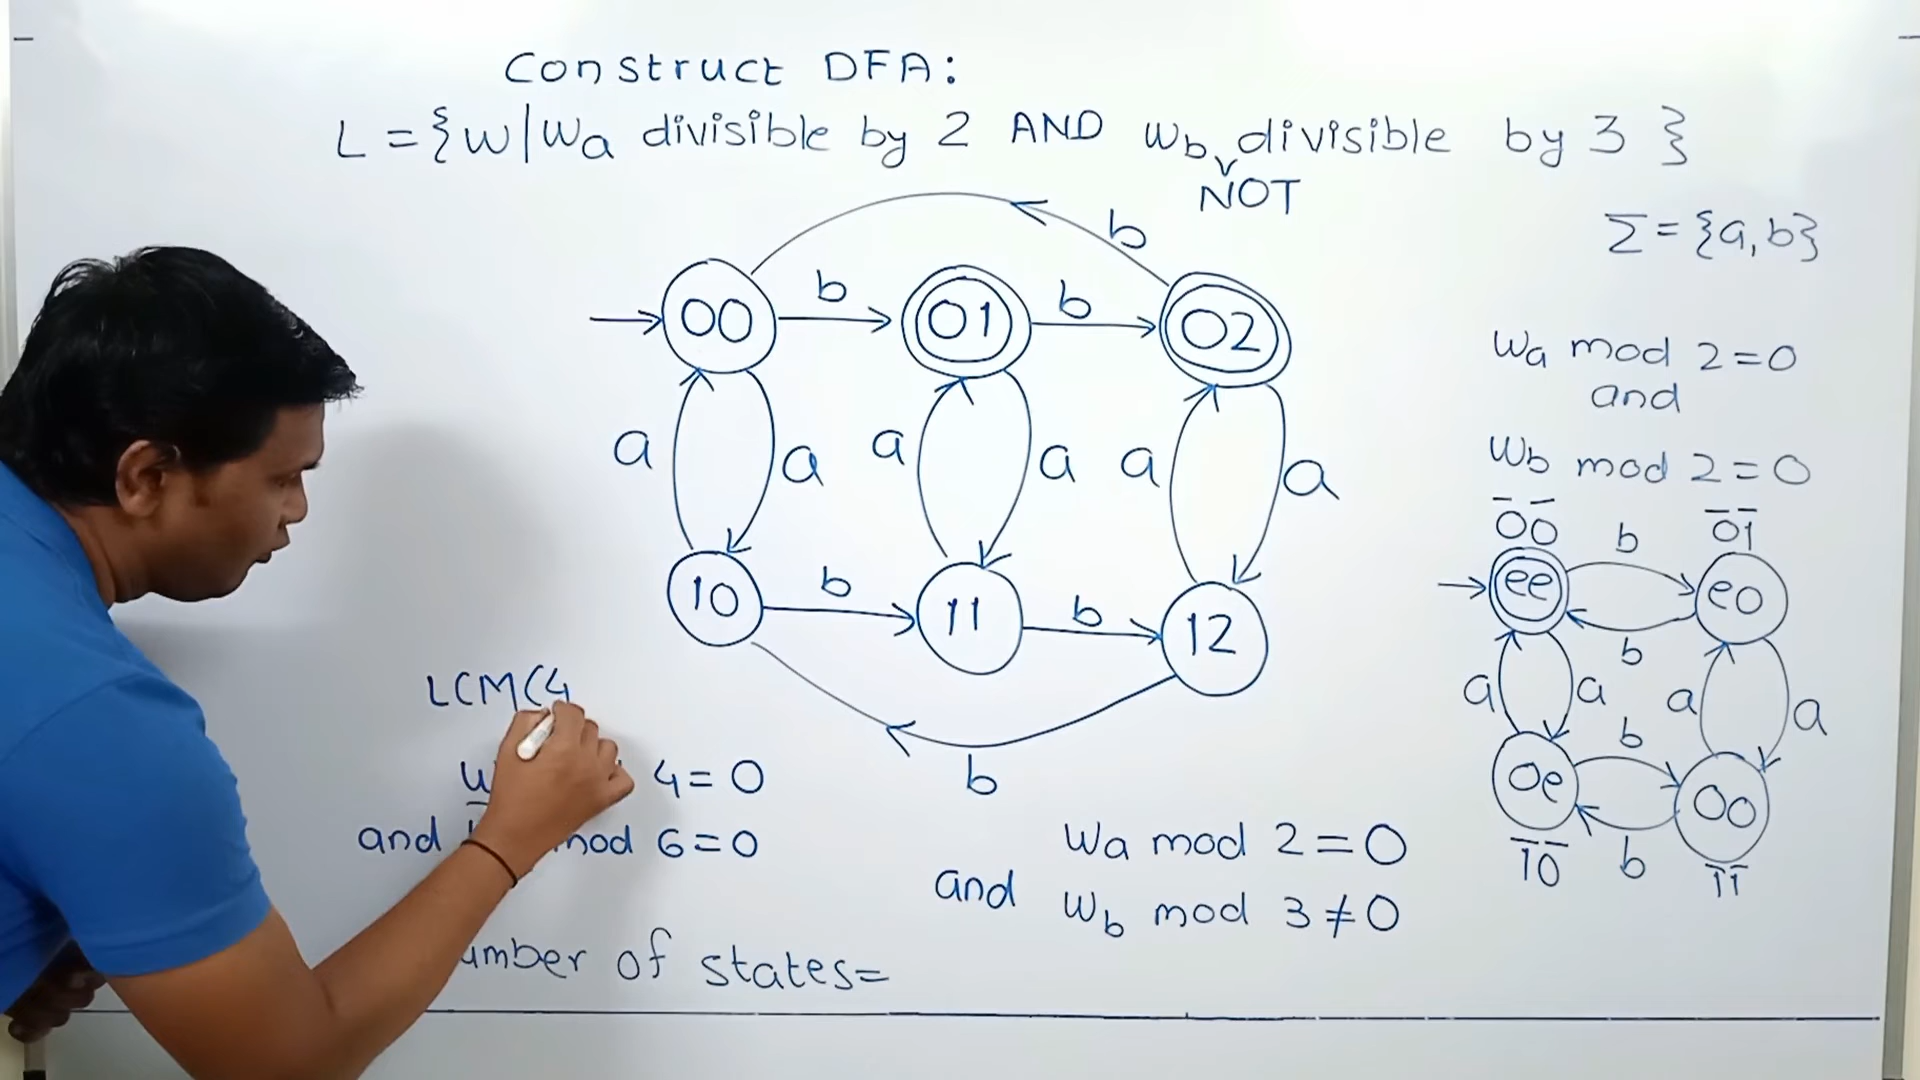 Construct DFA:
L = {w | wa divisible by 2 AND wb divisible by 3 }
NOT
Σ = {a, b}
b
b
b
00
01
02
a
a
a
a
a
a
10
b
11
b
12
b
wa mod 2 = 0
and
wb mod 2 = 0
00
01
ee
b
eo
b
a
a
a
a
b
oe
oo
b
10
11
LCM(4
4 = 0
and mod 6 = 0
wa mod 2 = 0
and wb mod 3 ≠ 0
of states=